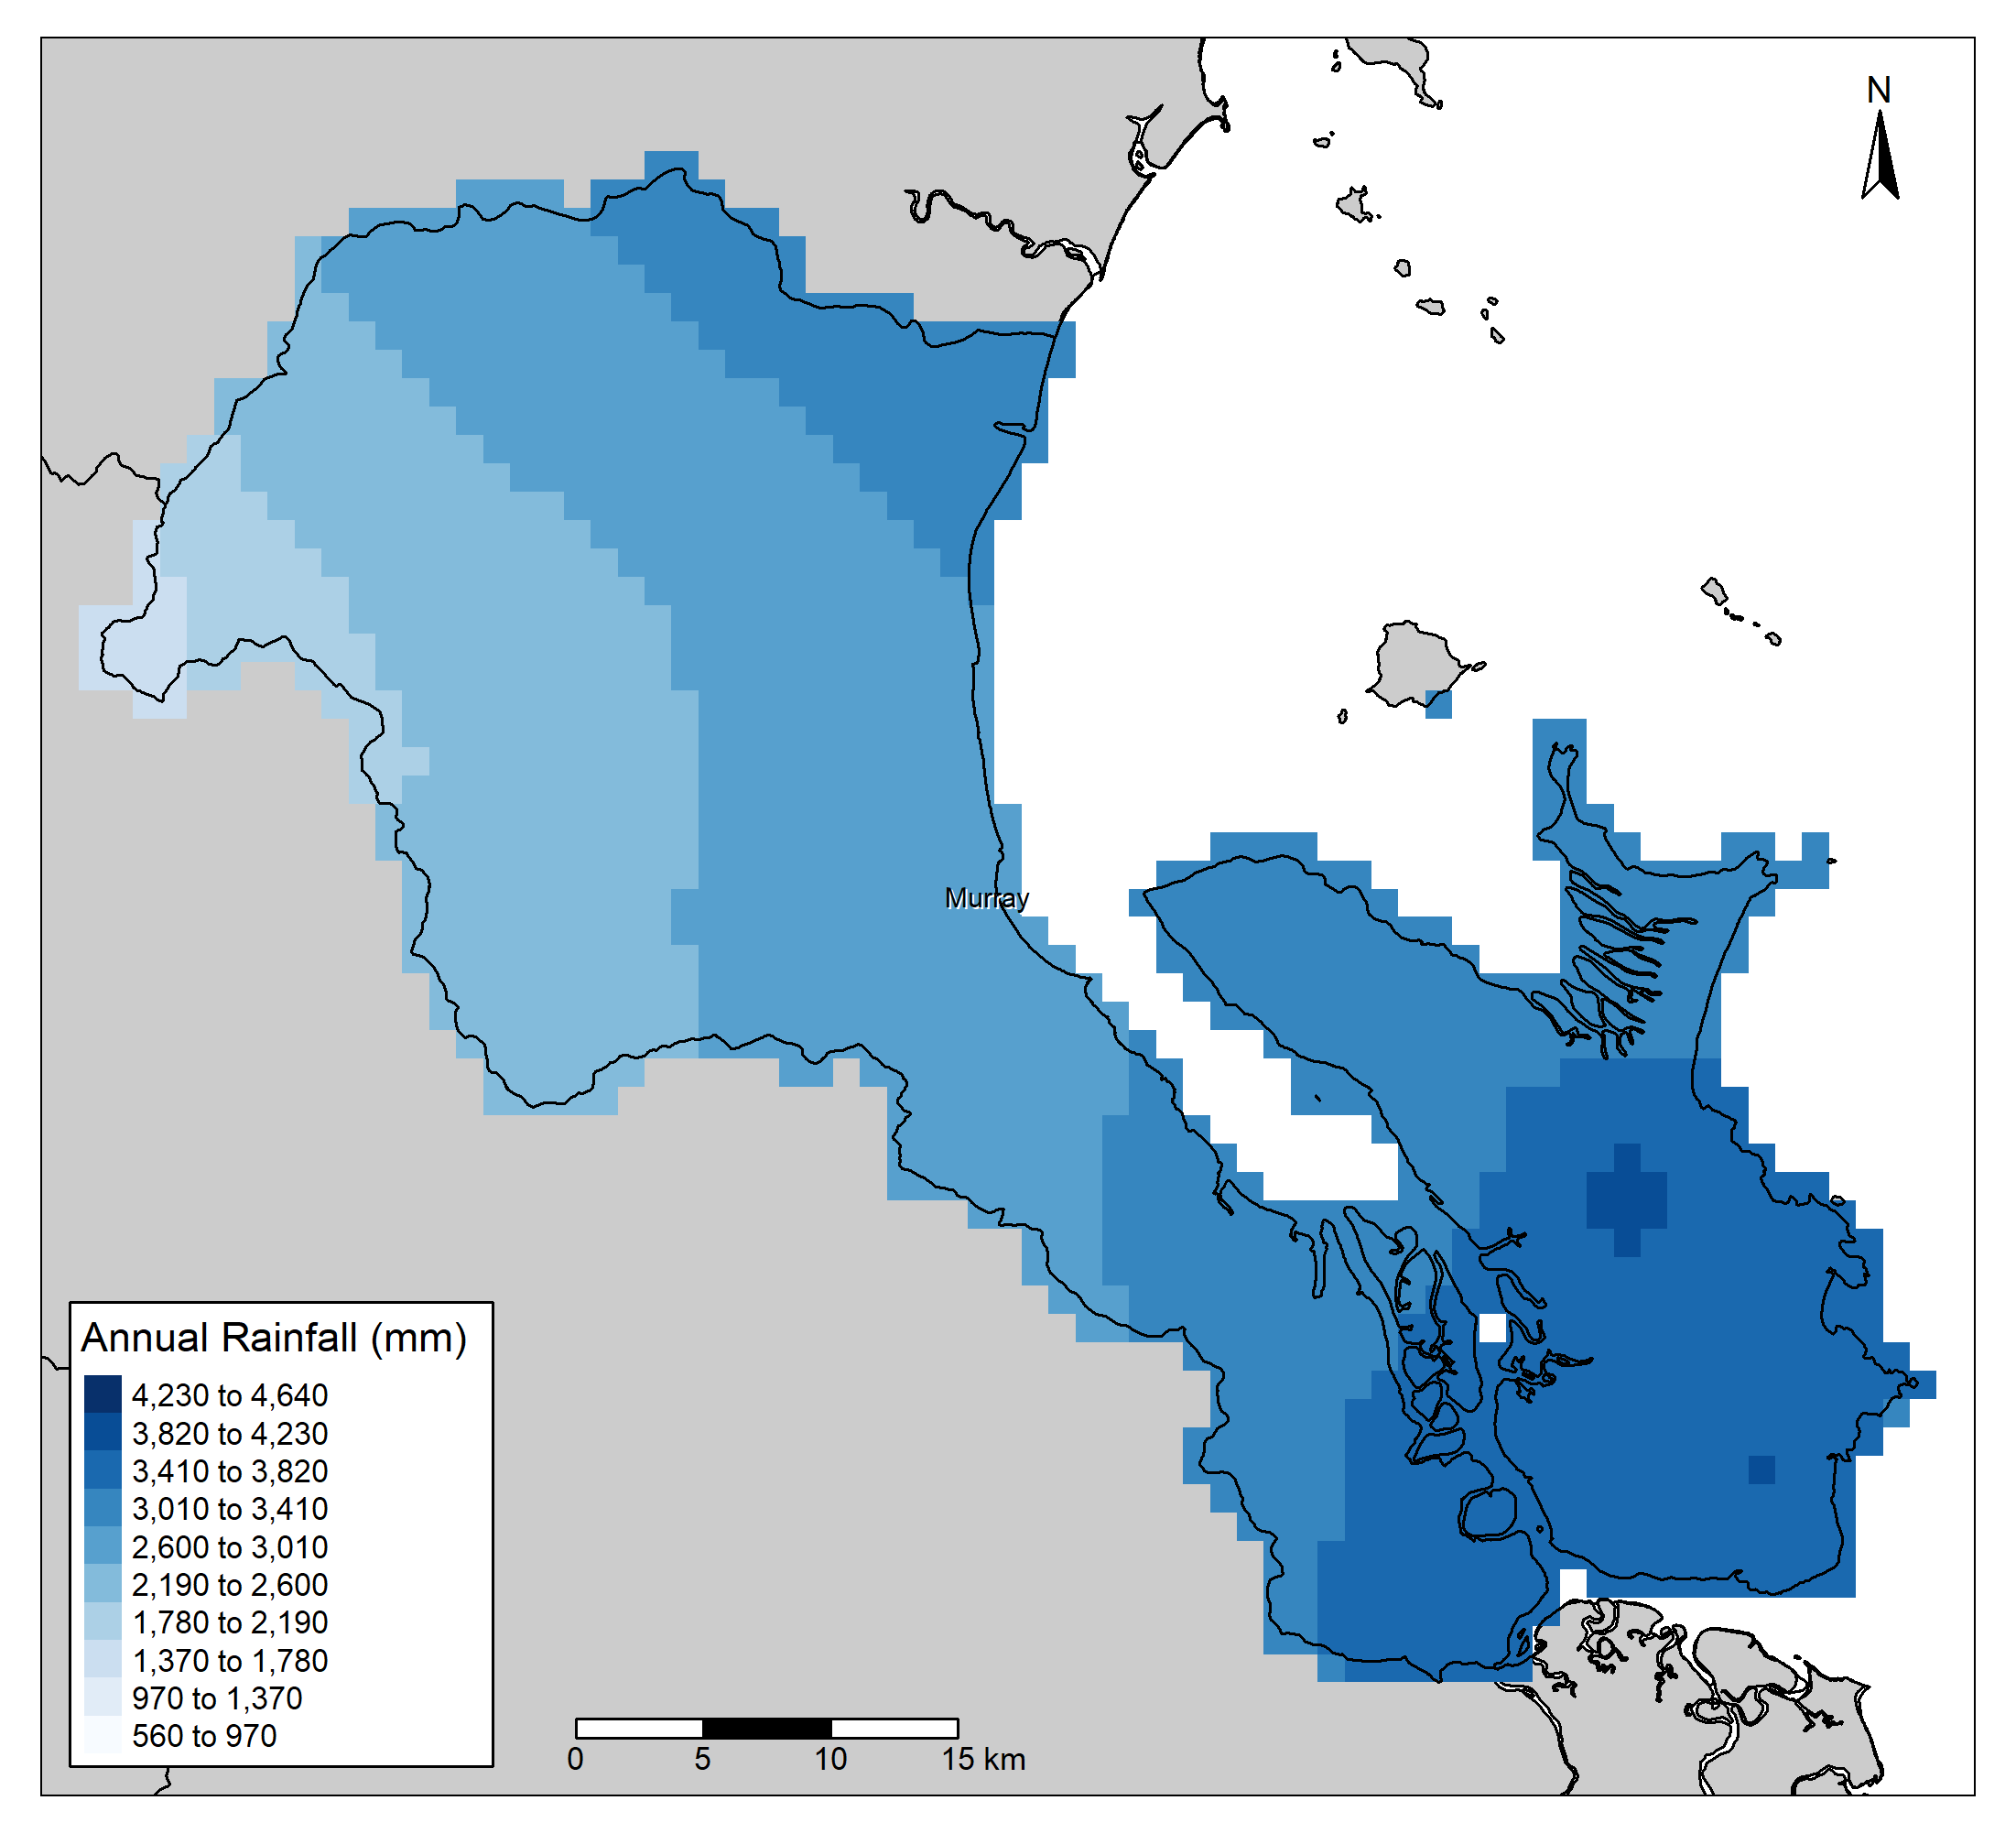 N
Murray
Annual Rainfall (mm)
4,230 to 4,640
3,820 to 4,230
3,410 to 3,820
3,010 to 3,410
2,600 to 3,010
2,190 to 2,600
1,780 to 2,190
1,370 to 1,780
970 to 1,370
560 to 970
0 5 10 15 km